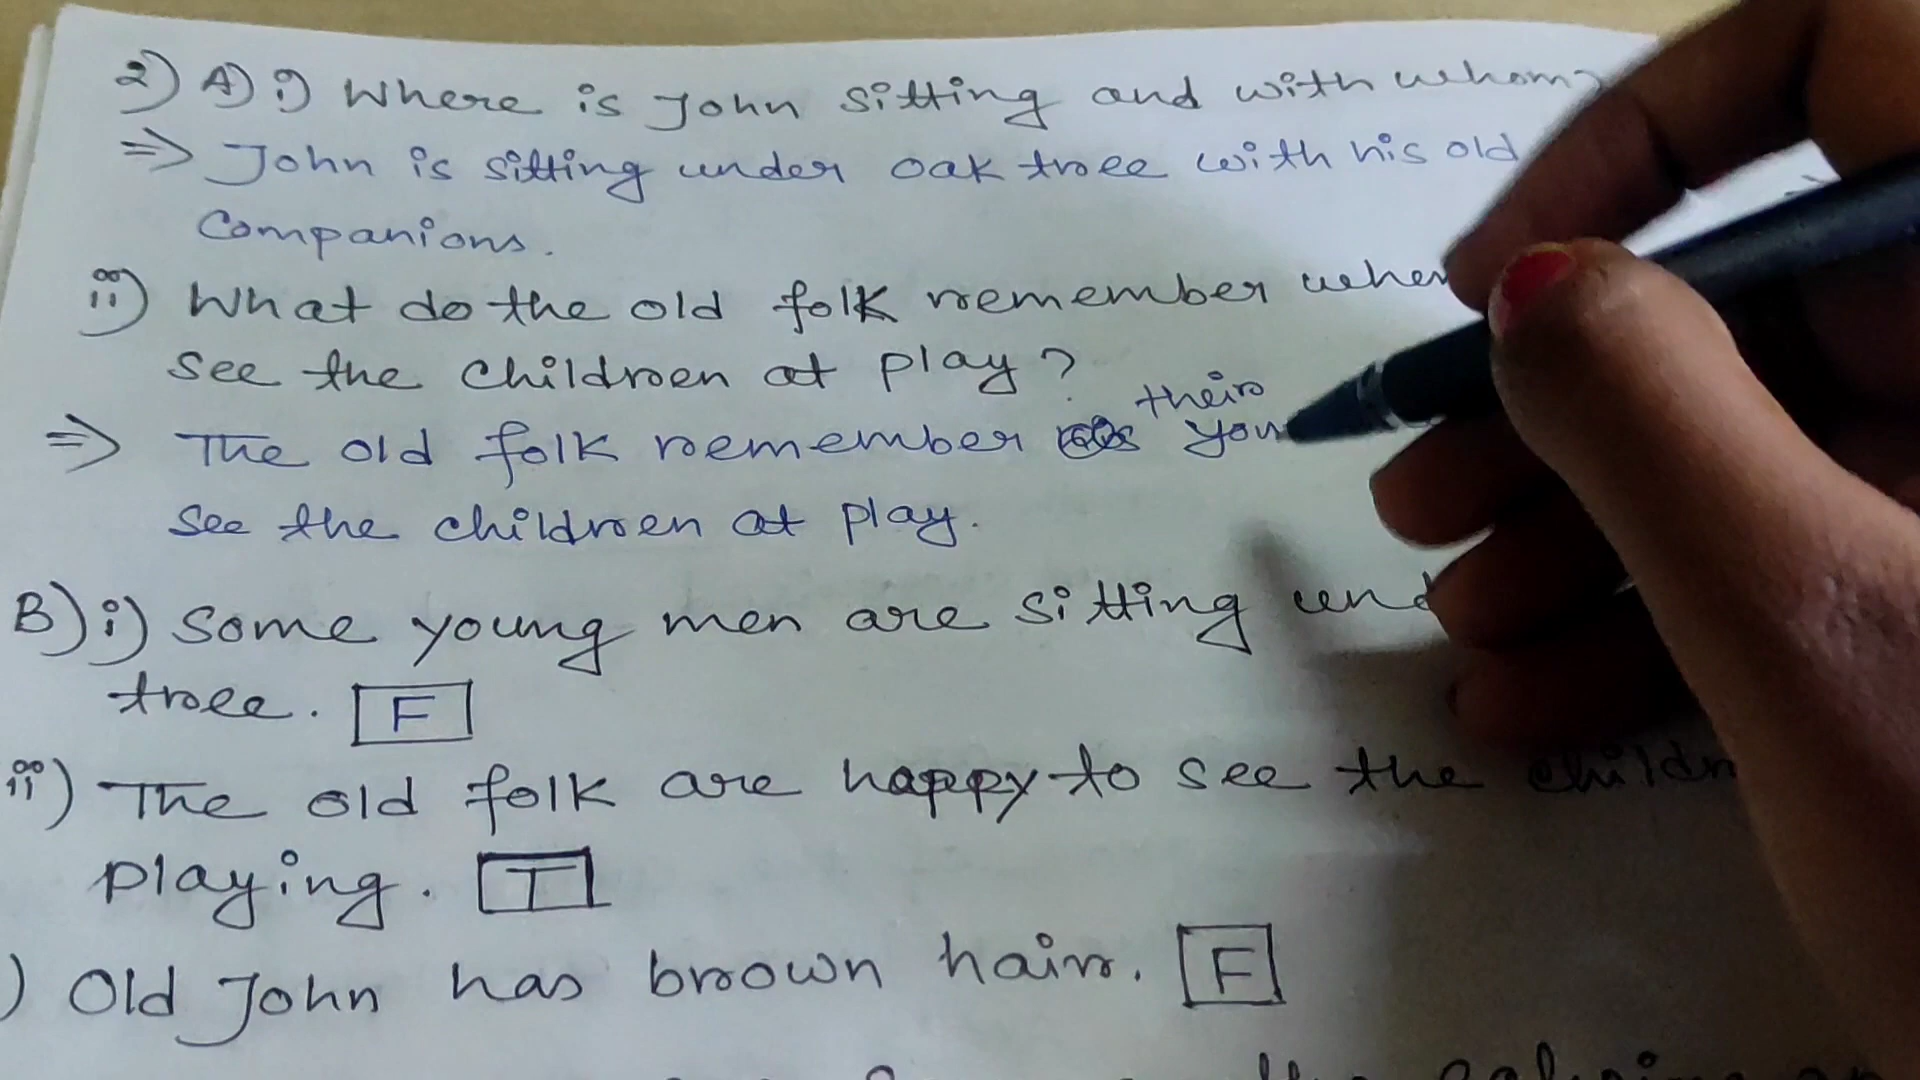 2) A) i) Where is John sitting and with whom?
⇒ John is sitting under oak tree with his old
Companions.
ii) What do the old folk remember when
see the children at play?
their
⇒ The old folk remember
see the children at play.
B) i) Some young men are sitting
tree. F
ii) The old folk are happy to see the
playing. T
) Old John has brown hair. F
the